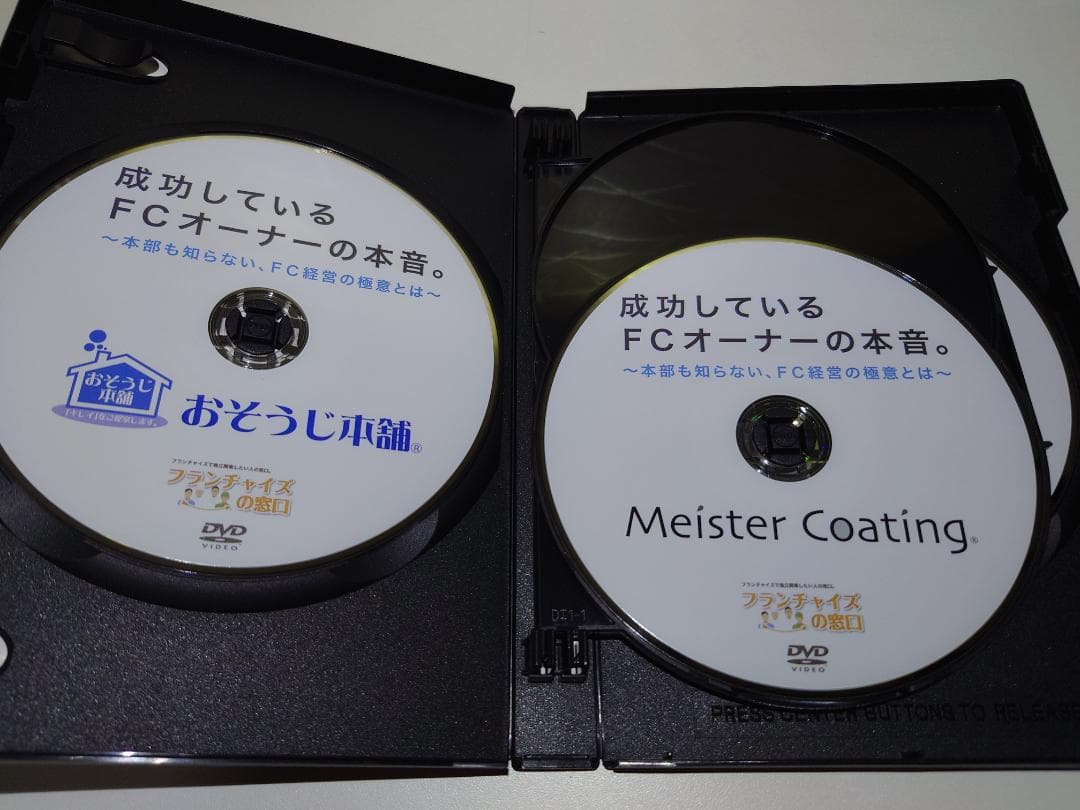 成功している
FCオーナーの本音。
～本部も知らない、FC経営の極意とは～
おそうじ
本舗
「キレイ」をご提案します。
おそうじ本舗®
フランチャイズで独立開業したい人の窓口。
フランチャイズ
の窓口
DVD
VIDEO
成功している
FCオーナーの本音。
～本部も知らない、FC経営の極意とは～
Meister Coating®
フランチャイズで独立開業したい人の窓口。
フランチャイズ
の窓口
DVD
VIDEO
PRESS CENTER BUTTONS TO RELEASE